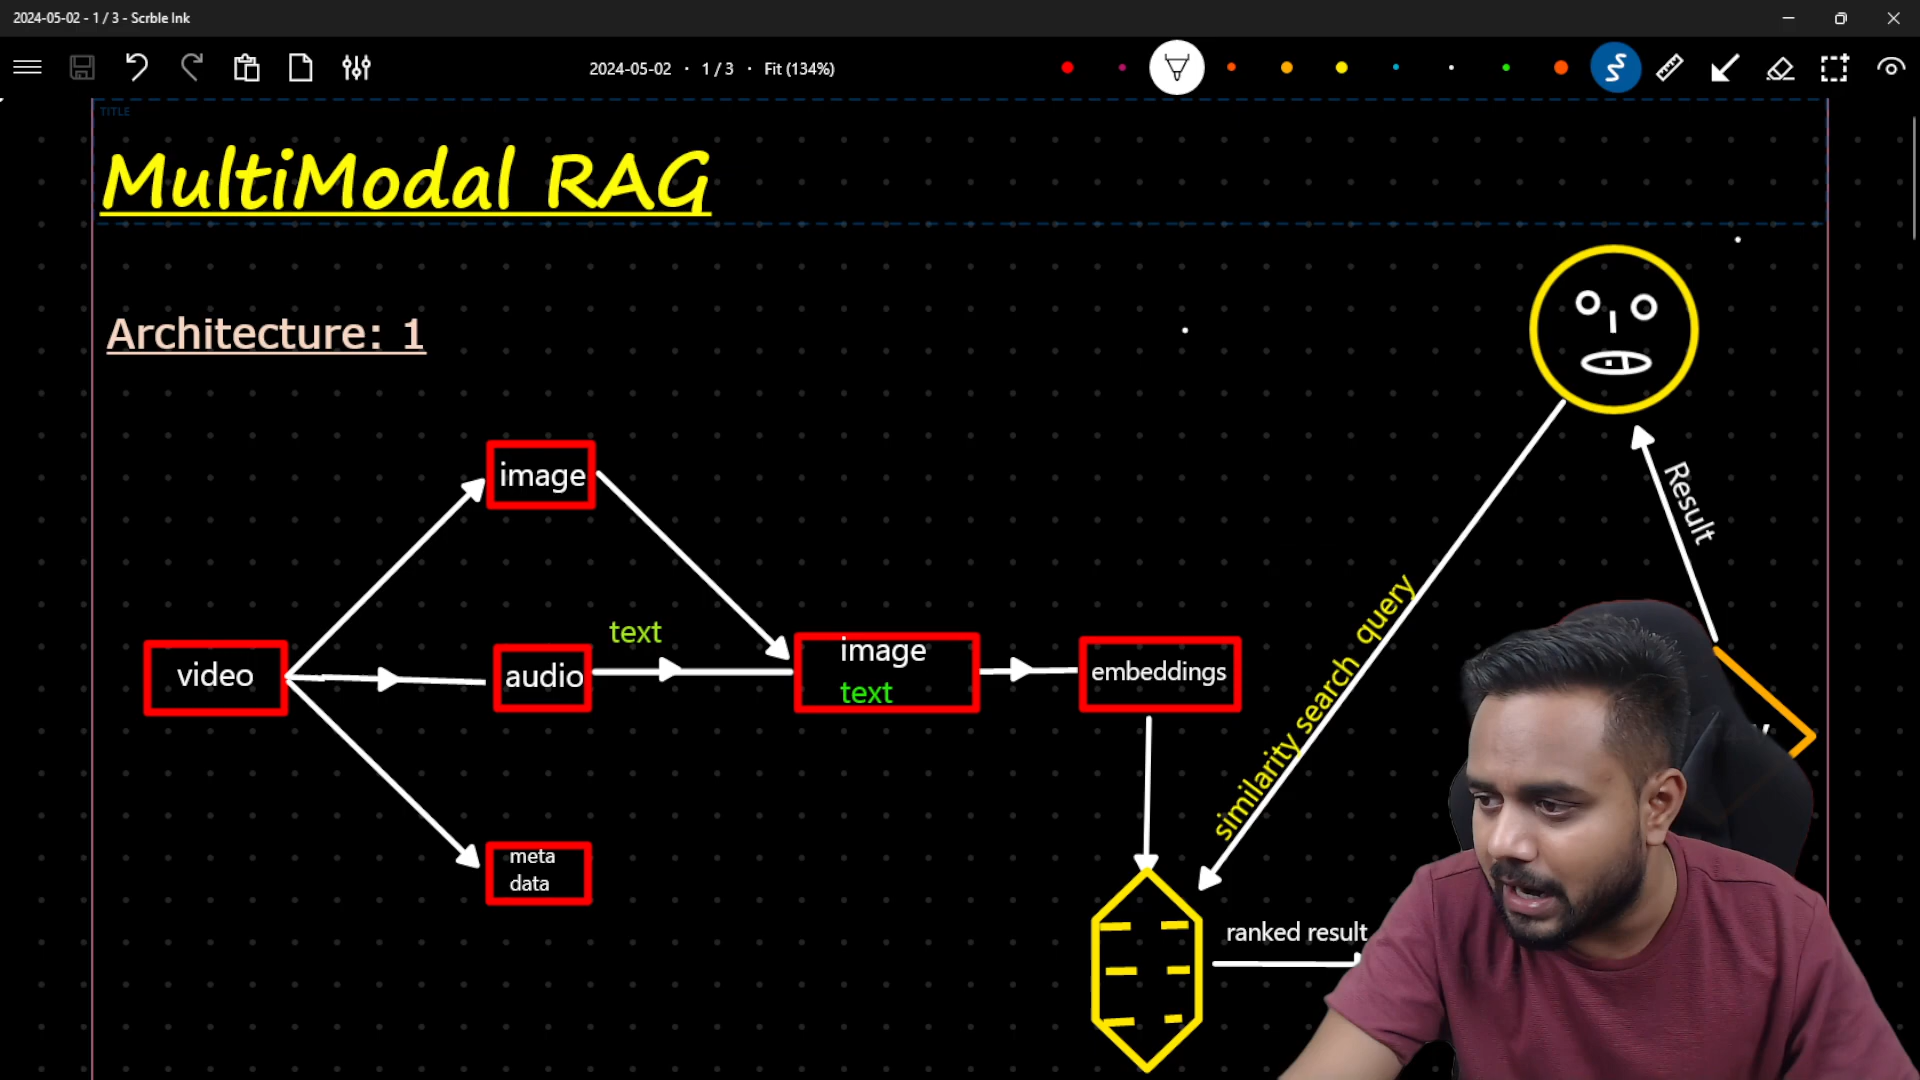 2024-05-02 - 1 / 3 - Scrble Ink
2024-05-02 · 1 / 3 · Fit (134%)
TITLE
MultiModal RAG
Architecture: 1
image
Result
text
similarity search query
video
audio
image
text
embeddings
meta
data
ranked result